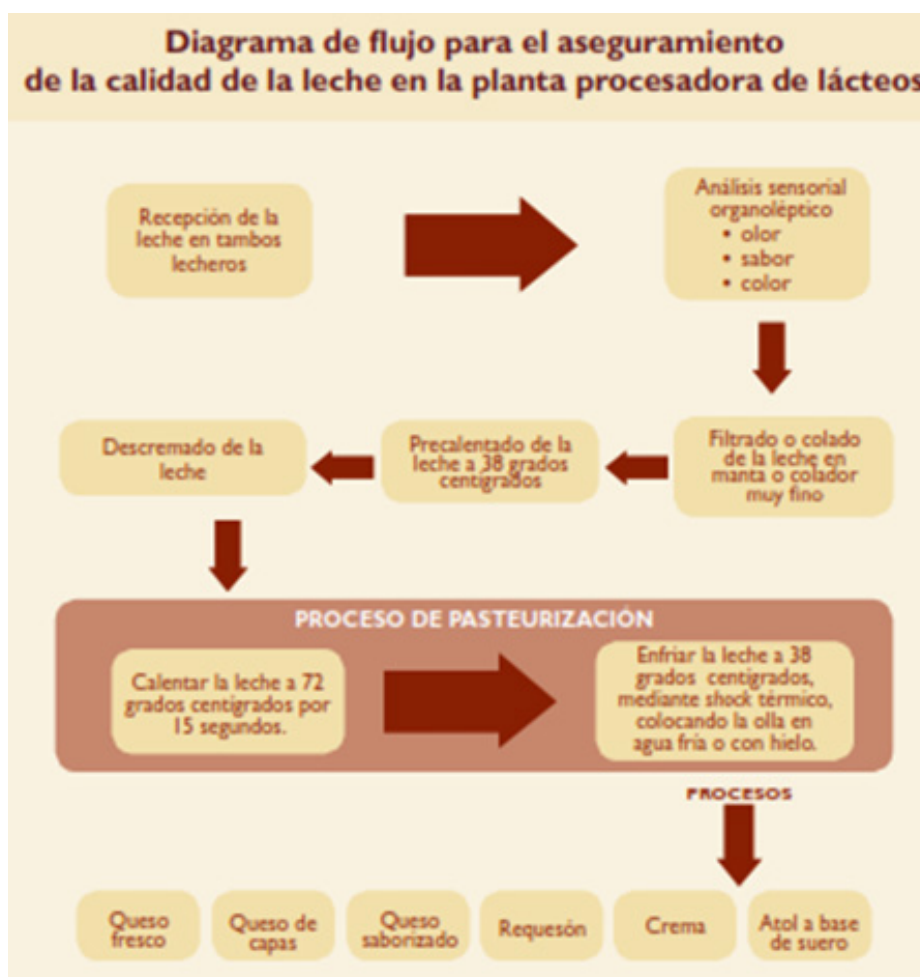 Diagrama de flujo para el aseguramiento
de la calidad de la leche en la planta procesadora de lácteos
Recepción de la
leche en tambos
lecheros
Análisis sensorial
organoléptico
• olor
• sabor
• color
Filtrado o colado
de la leche en
manta o colador
muy fino
Precalentado de la
leche a 38 grados
centígrados
Descremado de la
leche
PROCESO DE PASTEURIZACIÓN
Calentar la leche a 72
grados centígrados por
15 segundos.
Enfriar la leche a 38
grados centígrados,
mediante shock térmico,
colocando la olla en
agua fría o con hielo.
PROCESOS
Queso
fresco
Queso de
capas
Queso
saborizado
Requesón
Crema
Atol a base
de suero